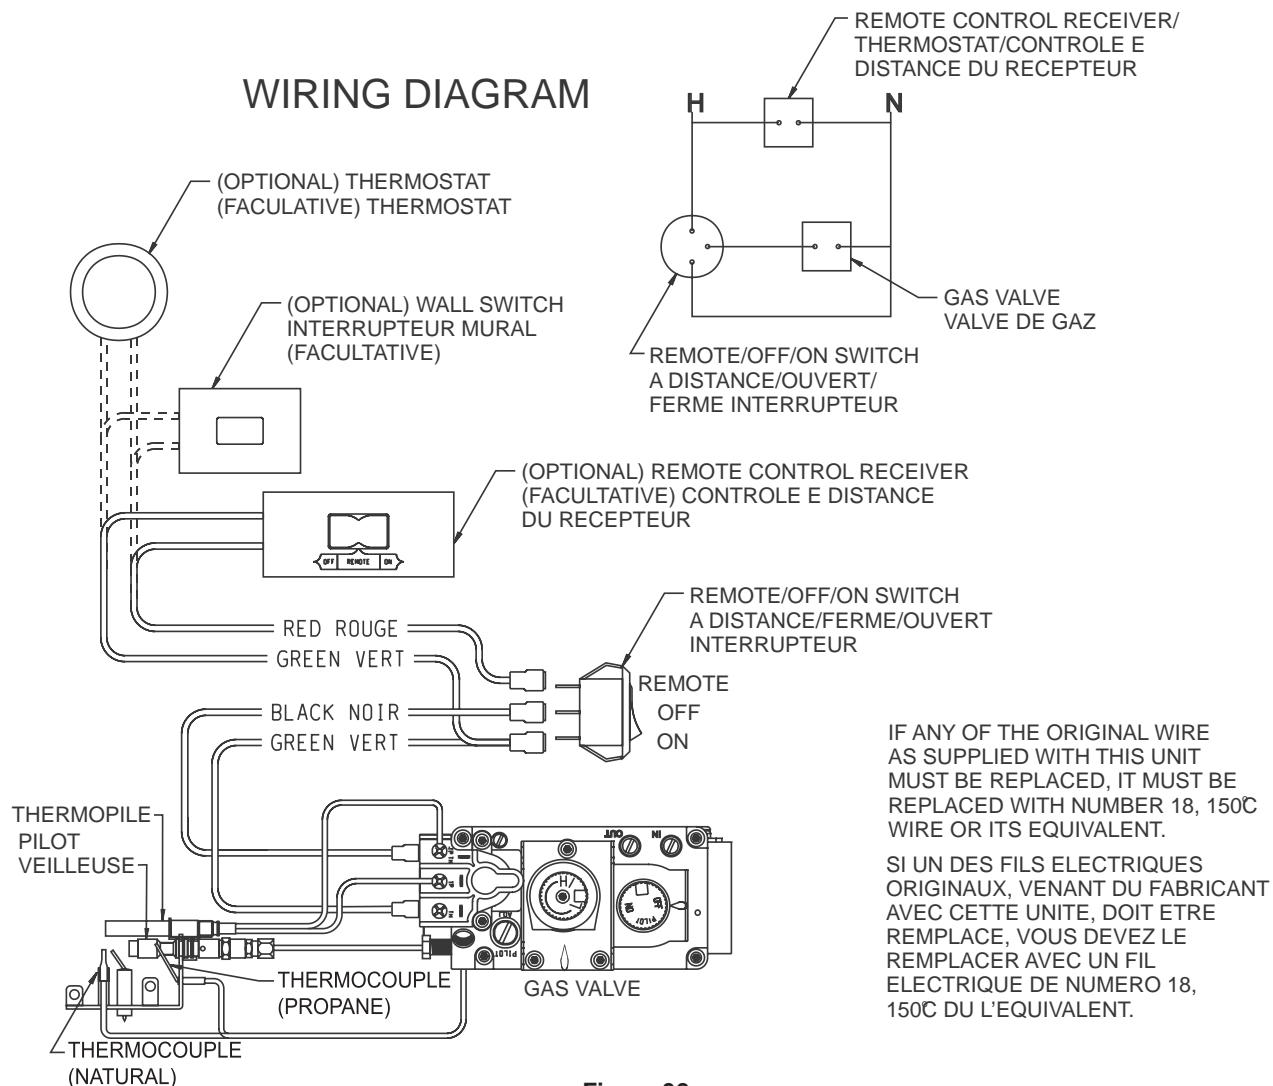 REMOTE CONTROL RECEIVER/
THERMOSTAT/CONTROLE E
DISTANCE DU RECEPTEUR
WIRING DIAGRAM
H
N
(OPTIONAL) THERMOSTAT
(FACULATIVE) THERMOSTAT
(OPTIONAL) WALL SWITCH
INTERRUPTEUR MURAL
(FACULTATIVE)
GAS VALVE
VALVE DE GAZ
REMOTE/OFF/ON SWITCH
A DISTANCE/OUVERT/
FERME INTERRUPTEUR
(OPTIONAL) REMOTE CONTROL RECEIVER
(FACULTATIVE) CONTROLE E DISTANCE
DU RECEPTEUR
OFF REMOTE ON
REMOTE/OFF/ON SWITCH
A DISTANCE/FERME/OUVERT
INTERRUPTEUR
RED ROUGE
GREEN VERT
REMOTE
BLACK NOIR
OFF
GREEN VERT
ON
IF ANY OF THE ORIGINAL WIRE
AS SUPPLIED WITH THIS UNIT
MUST BE REPLACED, IT MUST BE
REPLACED WITH NUMBER 18, 150°C
WIRE OR ITS EQUIVALENT.
SI UN DES FILS ELECTRIQUES
ORIGINAUX, VENANT DU FABRICANT
AVEC CETTE UNITE, DOIT ETRE
REMPLACE, VOUS DEVEZ LE
REMPLACER AVEC UN FIL
ELECTRIQUE DE NUMERO 18,
150°C DU L'EQUIVALENT.
THERMOPILE
PILOT
VEILLEUSE
OUT
IN
TP
IN
HI
PILOT
OFF
PILOT
ADJ
THERMOCOUPLE
(PROPANE)
GAS VALVE
THERMOCOUPLE
(NATURAL)